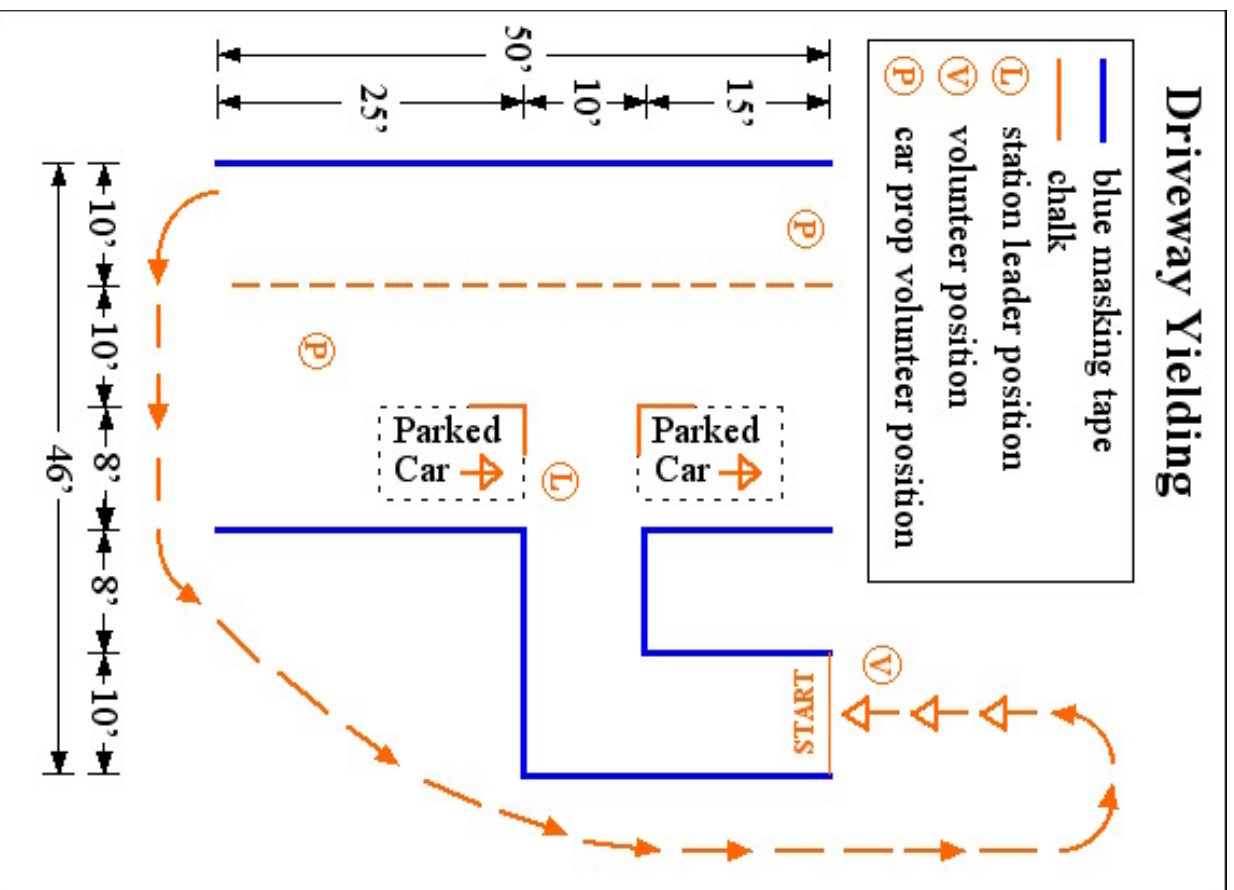 Driveway Yielding
blue masking tape
chalk
L station leader position
V volunteer position
P car prop volunteer position
50’
25’
10’
15’
P
P
Parked
Car
Parked
Car
L
V
START
10’
10’
8’
8’
10’
46’